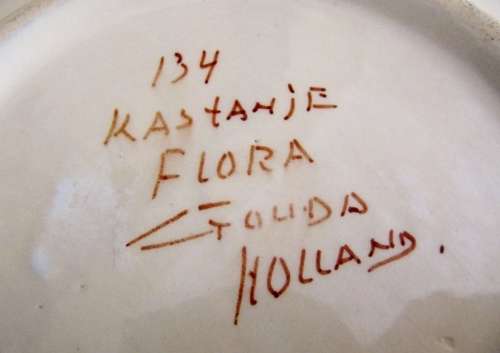 134
KASTANJE
FLORA
GOUDA
HOLLAND.